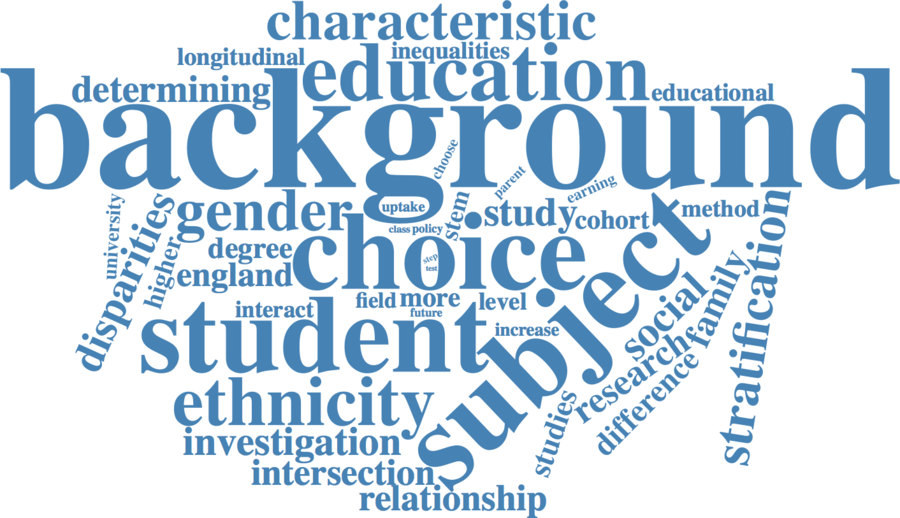 characteristic
longitudinal
inequalities
education
determining
educational
background
choose
parent
earning
uptake
university
disparities
higher
gender
class
policy
stem
study
cohort
method
degree
choice
step
test
england
subject
stratification
interact
field
more
level
future
social
family
student
increase
research
difference
studies
ethnicity
investigation
intersection
relationship